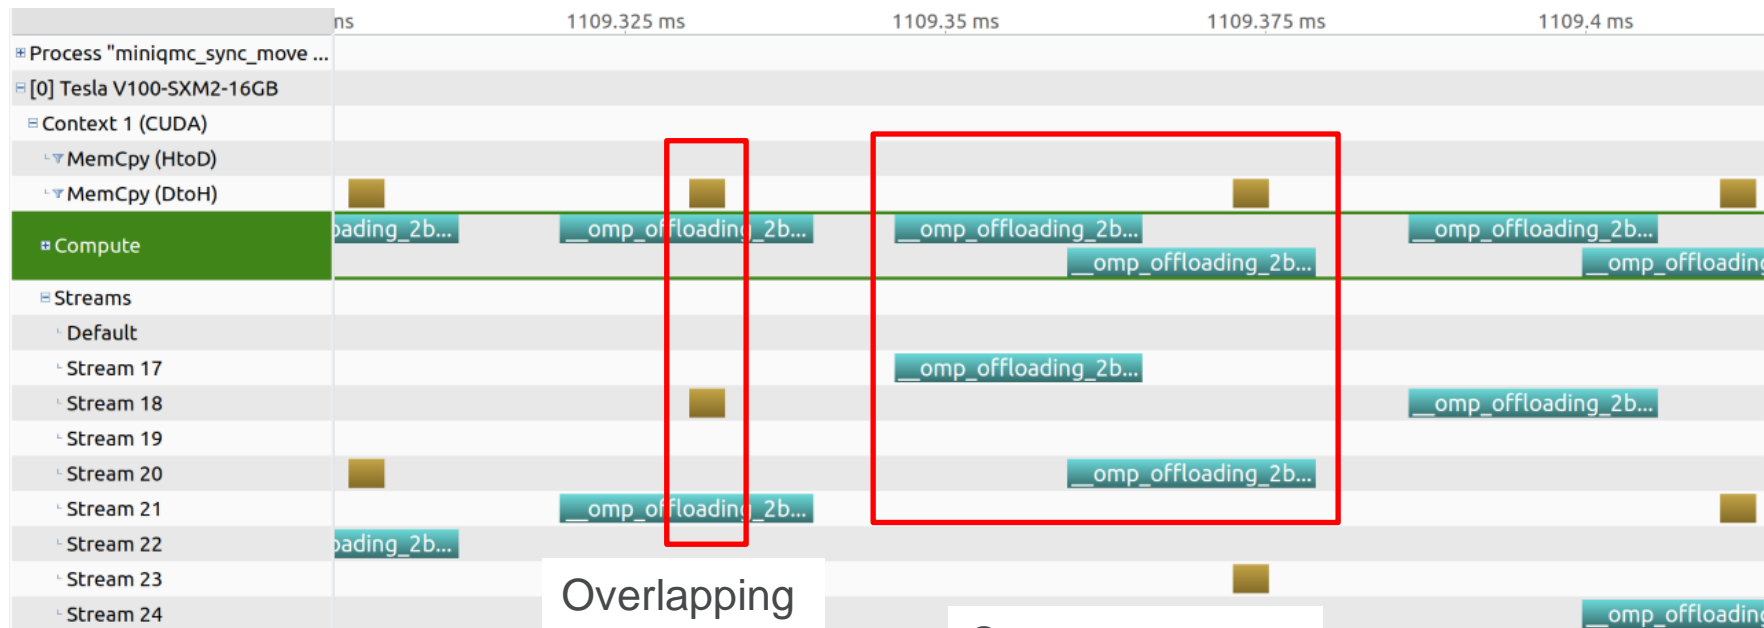 ns 1109.325 ms 1109.35 ms 1109.375 ms 1109.4 ms
Process "miniqmc_sync_move ...
[0] Tesla V100-SXM2-16GB
Context 1 (CUDA)
MemCpy (HtoD)
MemCpy (DtoH)
oading_2b... __omp_offloading_2b... __omp_offloading_2b... __omp_offloading_2b...
Compute
__omp_offloading_2b... __omp_offloading
Streams
Default
Stream 17 __omp_offloading_2b...
Stream 18 __omp_offloading_2b...
Stream 19
Stream 20 __omp_offloading_2b...
Stream 21 __omp_offloading_2b...
Stream 22 oading_2b...
Stream 23
Overlapping
Stream 24 __omp_offloading